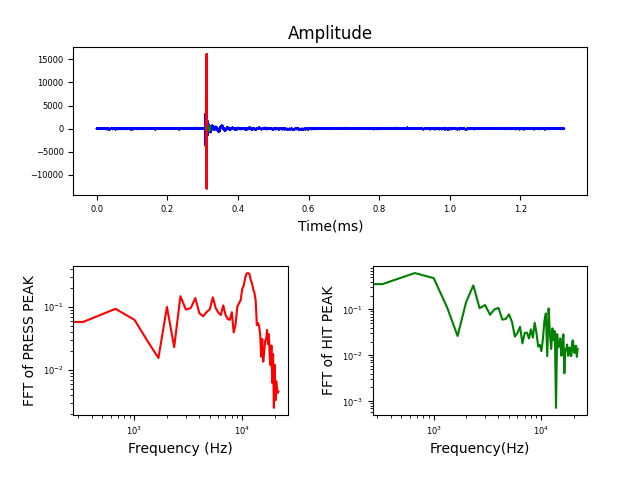 Amplitude
15000
10000
5000
0
−5000
−10000
0.0 0.2 0.4 0.6 0.8 1.0 1.2
Time(ms)
FFT of PRESS PEAK
10⁻¹
10⁻²
10³ 10⁴
Frequency (Hz)
FFT of HIT PEAK
10⁻¹
10⁻²
10⁻³
10³ 10⁴
Frequency(Hz)